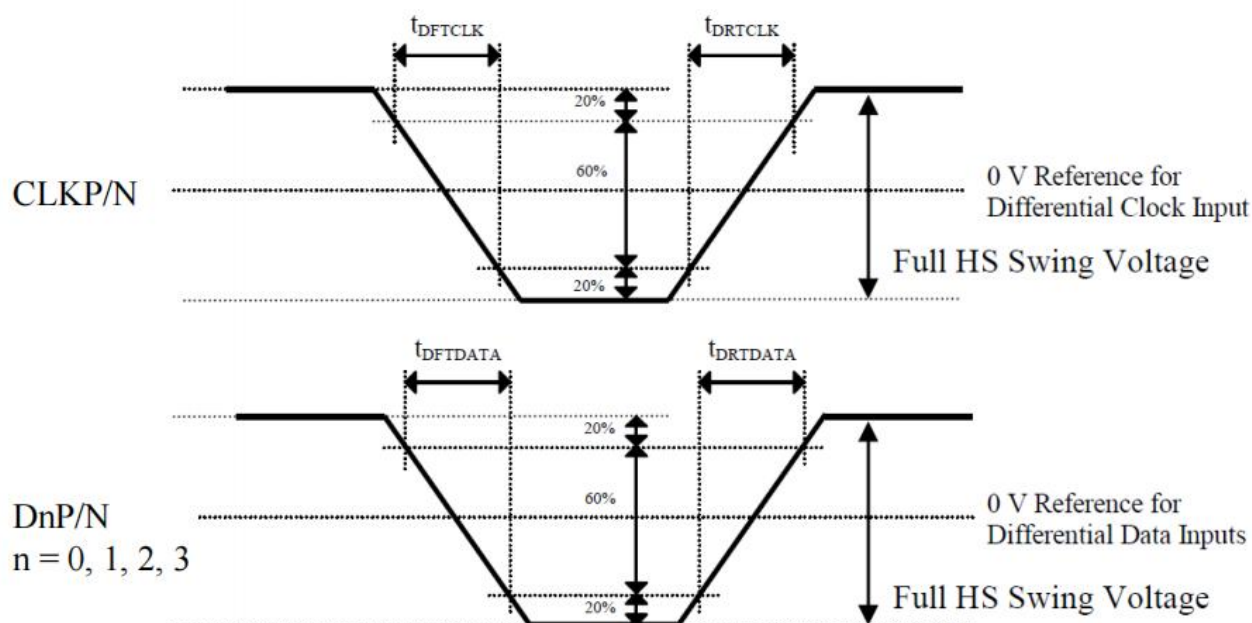 tDFTCLK
tDRTCLK
20%
60%
CLKP/N
0 V Reference for
Differential Clock Input
Full HS Swing Voltage
20%
tDFTDATA
tDRTDATA
20%
60%
DnP/N
n = 0, 1, 2, 3
0 V Reference for
Differential Data Inputs
20%
Full HS Swing Voltage